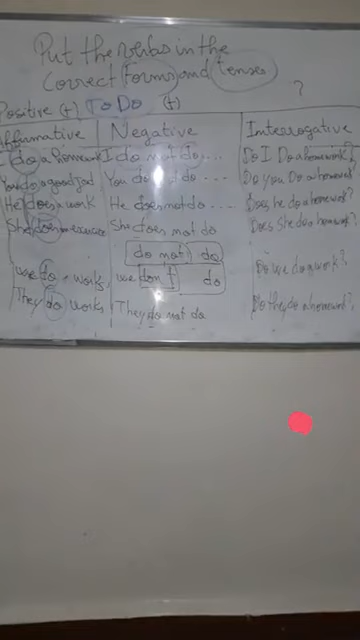 Put the verbs in the
Correct (Forms) and tenses
?
Positive (+) To Do (+)
Affirmative Negative Interrogative
I do a homework I do not do... Do I Do a homework?
You do a good job You do not do .... Do you Do a homework?
He does a work He does not do .... Does he do a homework?
She does She does not do Does She do a homework?
do not do
we do a work, we don't do Do we do a work?
They do works They do not do Do they do a homework?